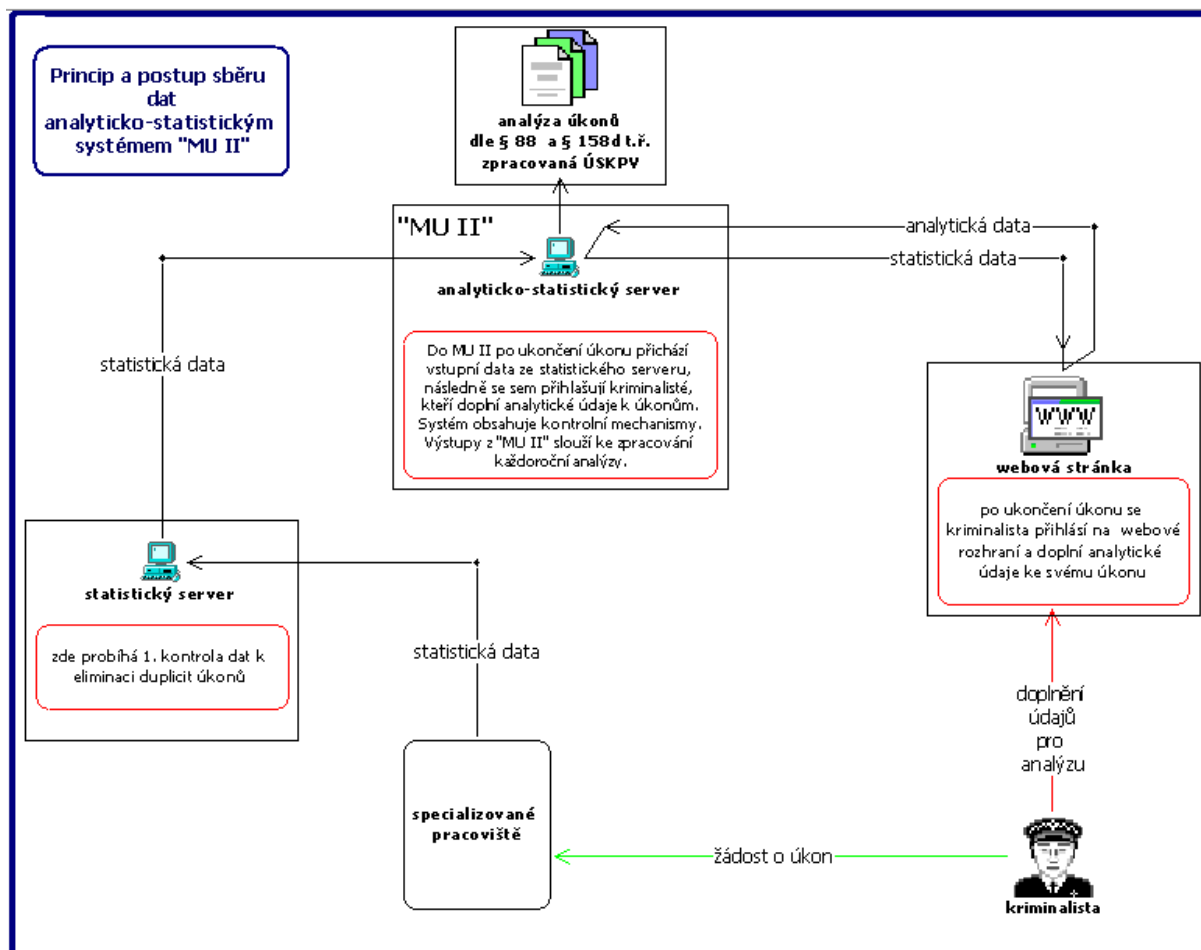 Princip a postup sběru
dat
analyticko-statistickým
systémem "MU II"
analýza úkonů
dle § 88 a § 158d t.ř.
zpracovaná ÚSKPV
"MU II"
analyticko-statistický server
Do MU II po ukončení úkonu přichází
vstupní data ze statistického serveru,
následně se sem přihlašují kriminalisté,
kteří doplní analytické údaje k úkonům.
Systém obsahuje kontrolní mechanismy.
Výstupy z "MU II" slouží ke zpracování
každoroční analýzy.
analytická data
statistická data
statistická data
WWW
webová stránka
po ukončení úkonu se
kriminalista přihlásí na webové
rozhraní a doplní analytické
údaje ke svému úkonu
statistický server
zde probíhá 1. kontrola dat k
eliminaci duplicit úkonů
statistická data
doplnění
údajů
pro
analýzu
specializované
pracoviště
žádost o úkon
kriminalista